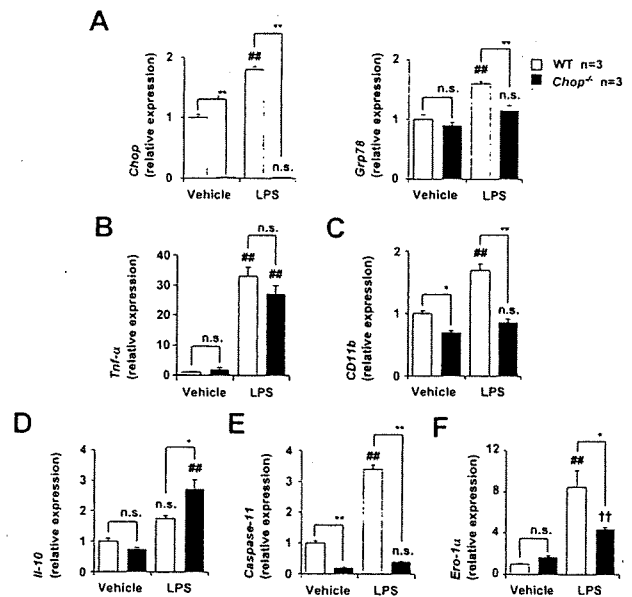 A
2
1
0
Chop
(relative expression)
**
##
**
n.s.
Vehicle
LPS
2
1
0
Grp78
(relative expression)
n.s.
##
**
n.s.
Vehicle
LPS
WT n=3
Chop-/- n=3
B
40
30
20
10
0
Tnf-α
(relative expression)
n.s.
##
n.s.
##
Vehicle
LPS
C
2
1
0
CD11b
(relative expression)
*
##
**
n.s.
Vehicle
LPS
D
4
3
2
1
0
Il-10
(relative expression)
n.s.
n.s.
*
##
Vehicle
LPS
E
4
3
2
1
0
Caspase-11
(relative expression)
**
##
**
n.s.
Vehicle
LPS
F
12
8
4
0
Ero-1α
(relative expression)
n.s.
##
*
††
Vehicle
LPS